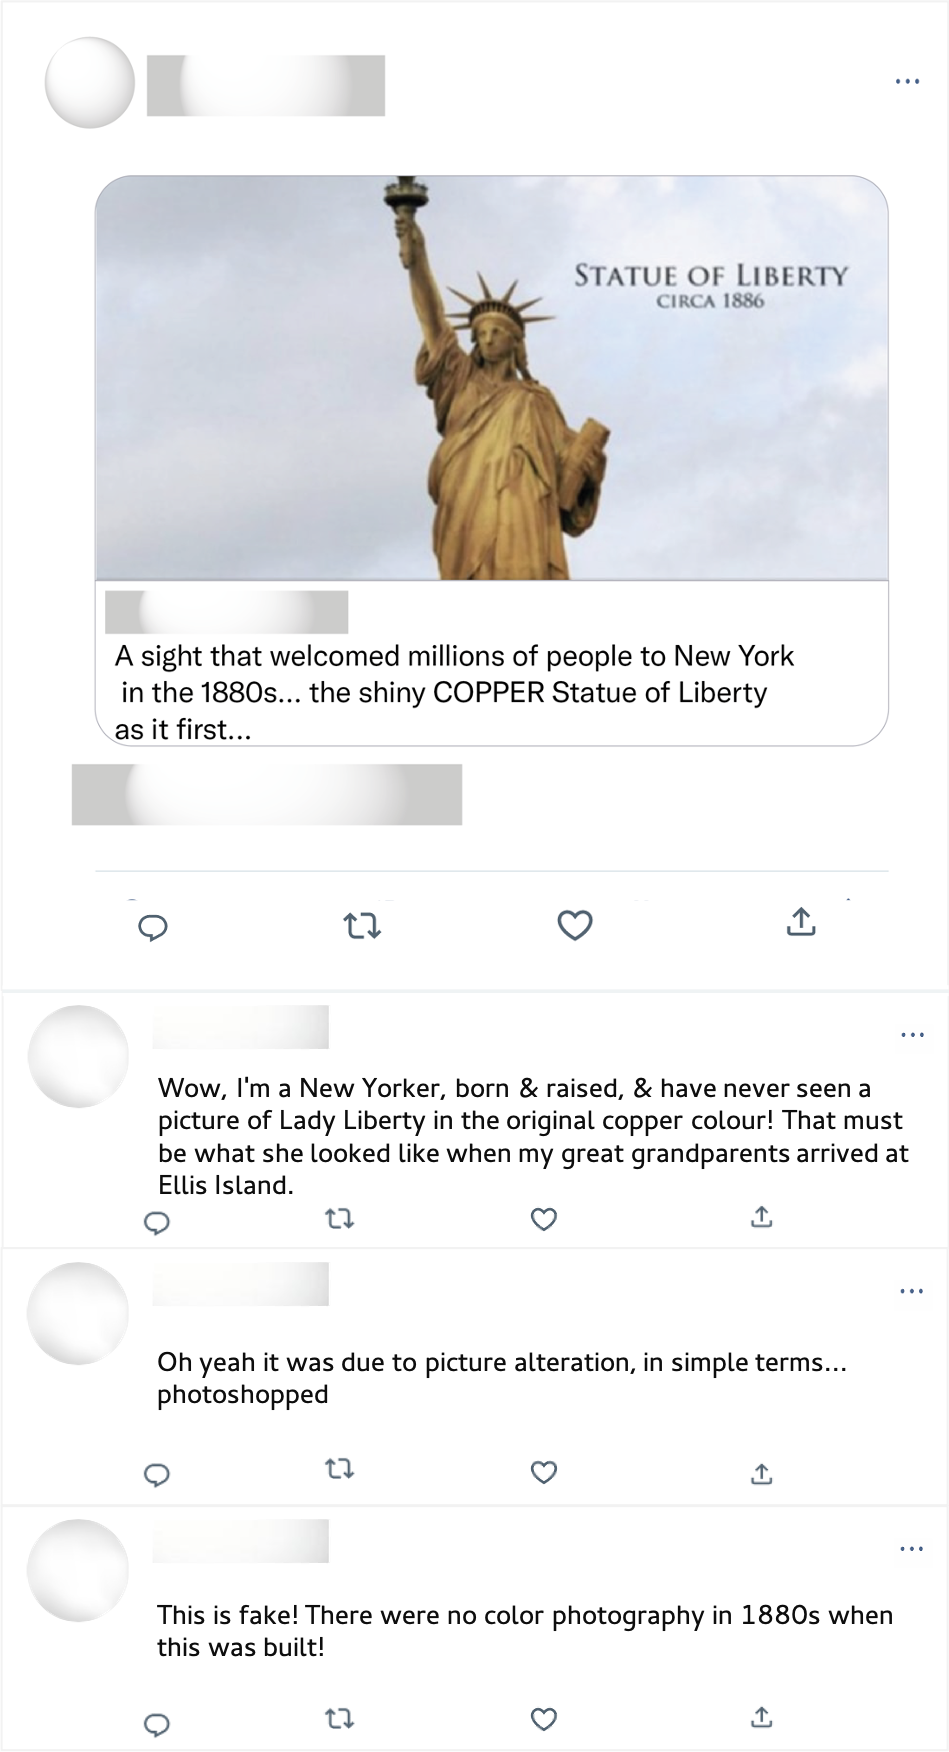 STATUE OF LIBERTY
CIRCA 1886
A sight that welcomed millions of people to New York
in the 1880s... the shiny COPPER Statue of Liberty
as it first...
Wow, I'm a New Yorker, born & raised, & have never seen a
picture of Lady Liberty in the original copper colour! That must
be what she looked like when my great grandparents arrived at
Ellis Island.
Oh yeah it was due to picture alteration, in simple terms...
photoshopped
This is fake! There were no color photography in 1880s when
this was built!